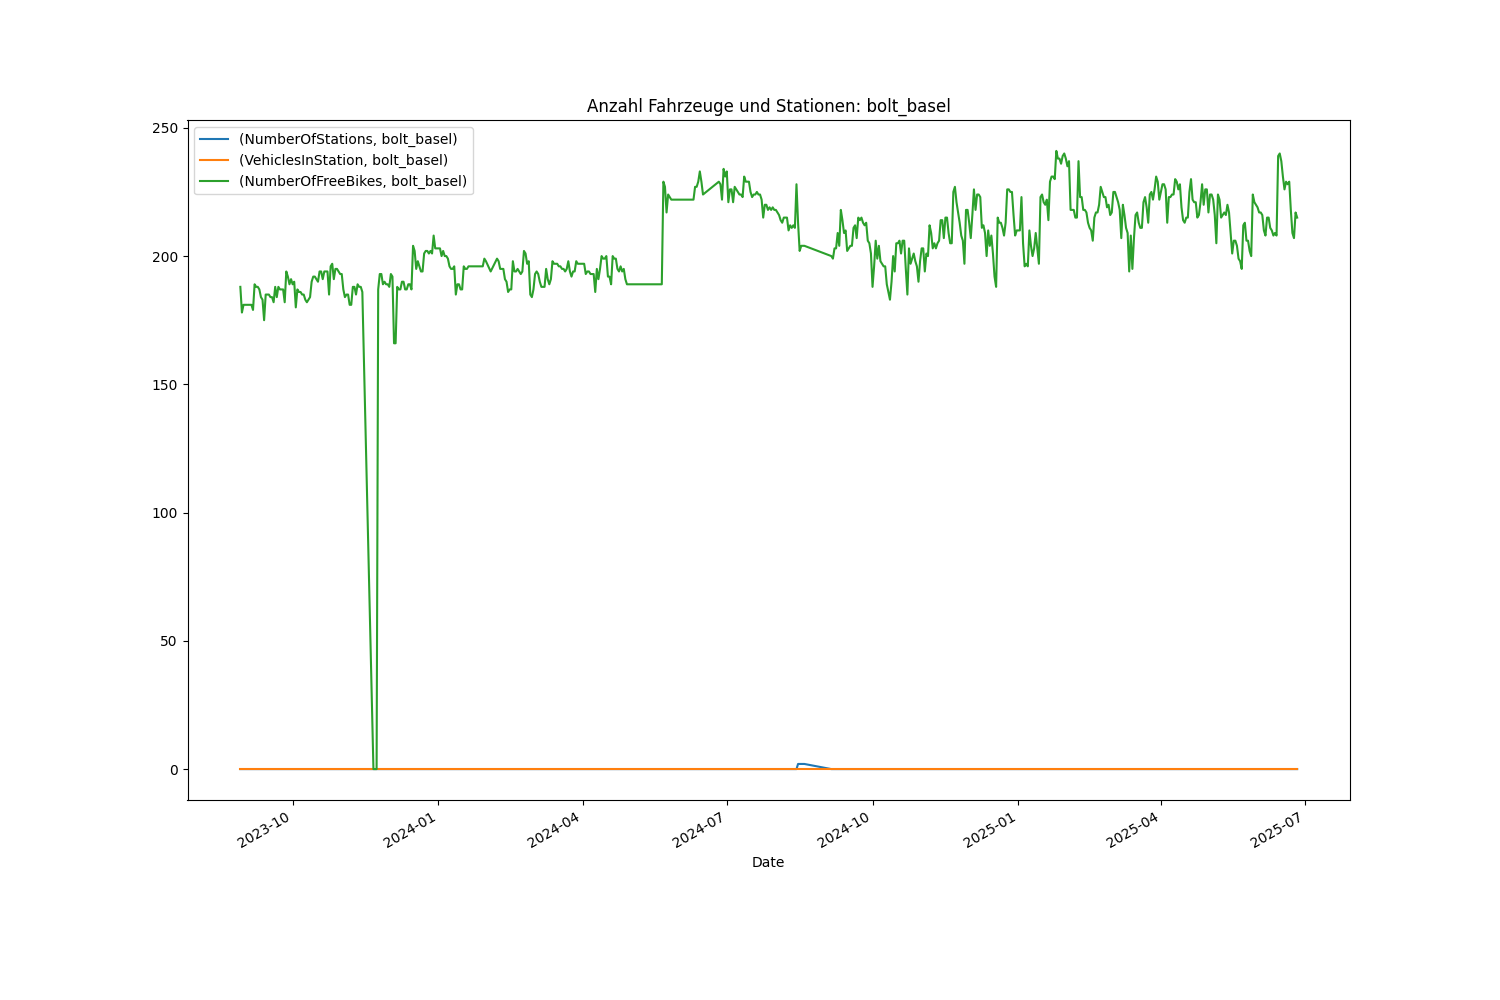 Anzahl Fahrzeuge und Stationen: bolt_basel
(NumberOfStations, bolt_basel)
(VehiclesInStation, bolt_basel)
(NumberOfFreeBikes, bolt_basel)
250
200
150
100
50
0
2023-10
2024-01
2024-04
2024-07
2024-10
2025-01
2025-04
2025-07
Date